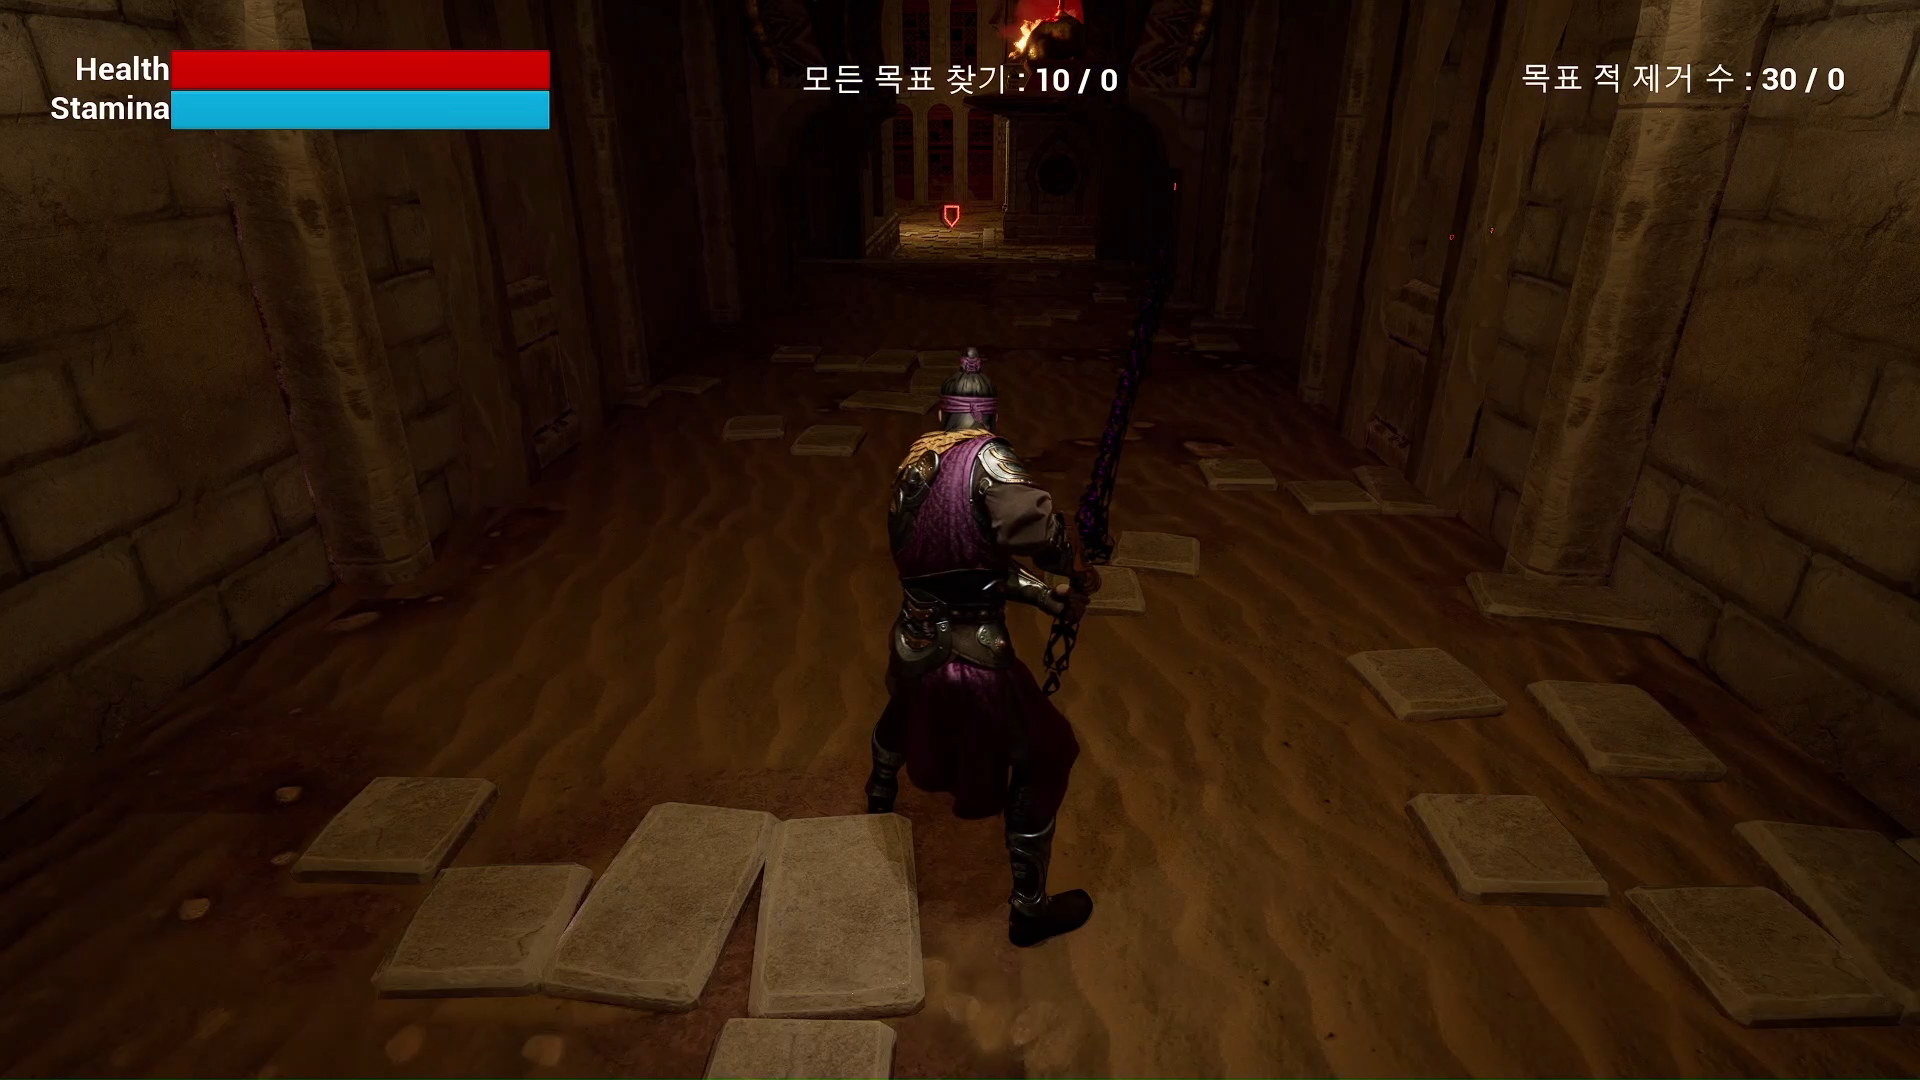 Health
Stamina
모든 목표 찾기 : 10 / 0
목표 적 제거 수 : 30 / 0